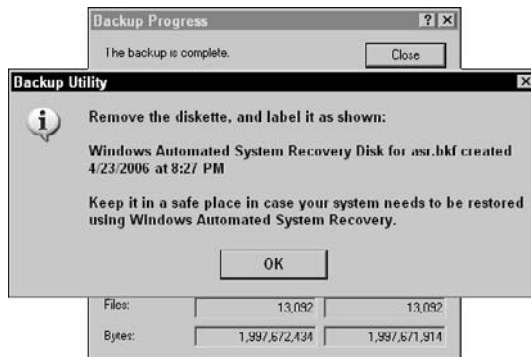 Backup Progress
The backup is complete.
Close
Backup Utility
Remove the diskette, and label it as shown:
Windows Automated System Recovery Disk for asr.bkf created
4/23/2006 at 8:27 PM
Keep it in a safe place in case your system needs to be restored
using Windows Automated System Recovery.
OK
Files: 13,092 13,092
Bytes: 1,997,672,434 1,997,671,914